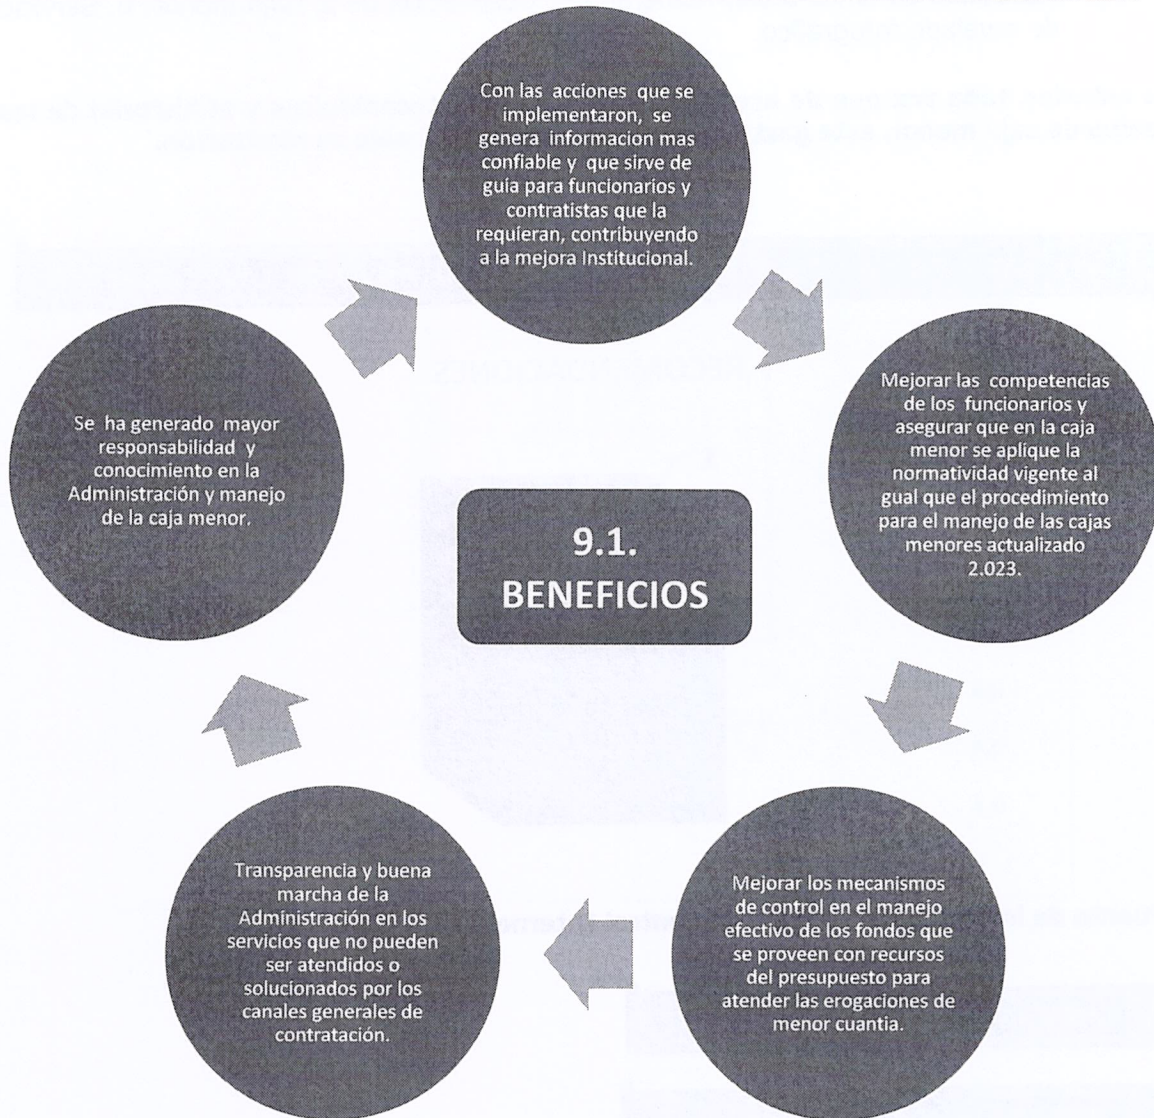 Con las acciones que se
implementaron, se
genera informacion mas
confiable y que sirve de
guía para funcionarios y
contratistas que la
requieran, contribuyendo
a la mejora Institucional.
Mejorar las competencias
de los funcionarios y
asegurar que en la caja
menor se aplique la
normatividad vigente al
gual que el procedimiento
para el manejo de las cajas
menores actualizado
2.023.
Mejorar los mecanismos
de control en el manejo
efectivo de los fondos que
se proveen con recursos
del presupuesto para
atender las erogaciones de
menor cuantia.
Transparencia y buena
marcha de la
Administración en los
servicios que no pueden
ser atendidos o
solucionados por los
canales generales de
contratación.
Se ha generado mayor
responsabilidad y
conocimiento en la
Administración y manejo
de la caja menor.
9.1.
BENEFICIOS